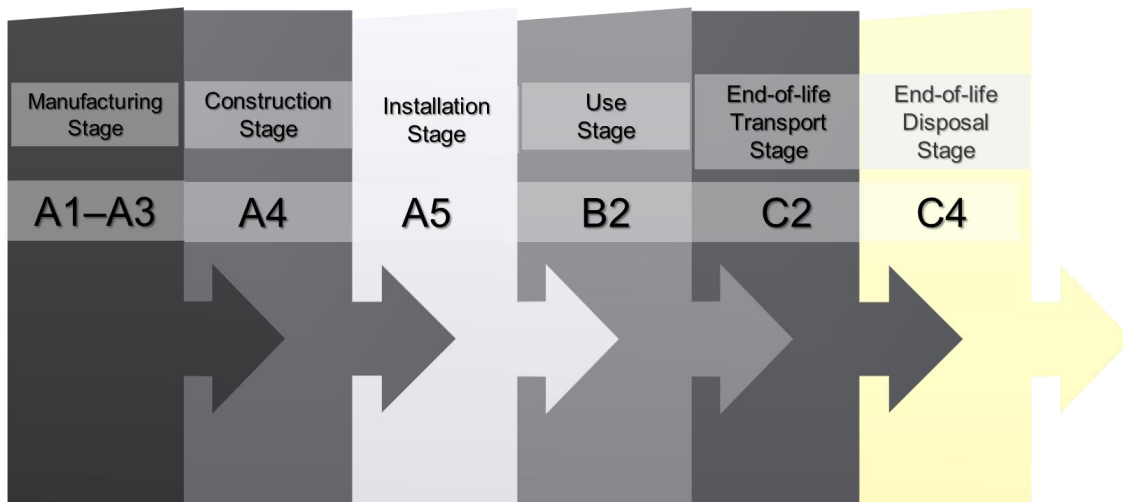 Manufacturing
Stage
Construction
Stage
Installation
Stage
Use
Stage
End-of-life
Transport
Stage
End-of-life
Disposal
Stage
A1–A3
A4
A5
B2
C2
C4